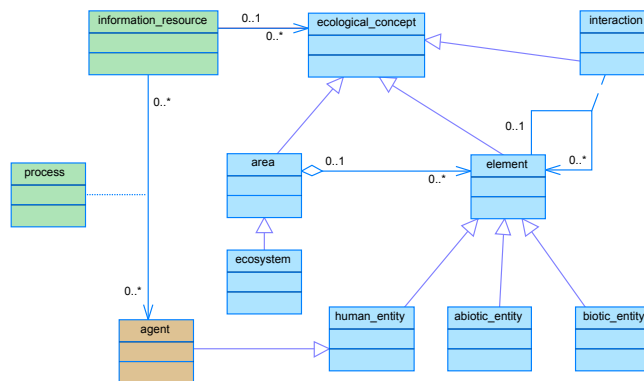 information_resource
0..1
0..*
ecological_concept
interaction
0..*
0..1
0..*
area
0..1
0..*
element
process
ecosystem
0..*
agent
human_entity
abiotic_entity
biotic_entity